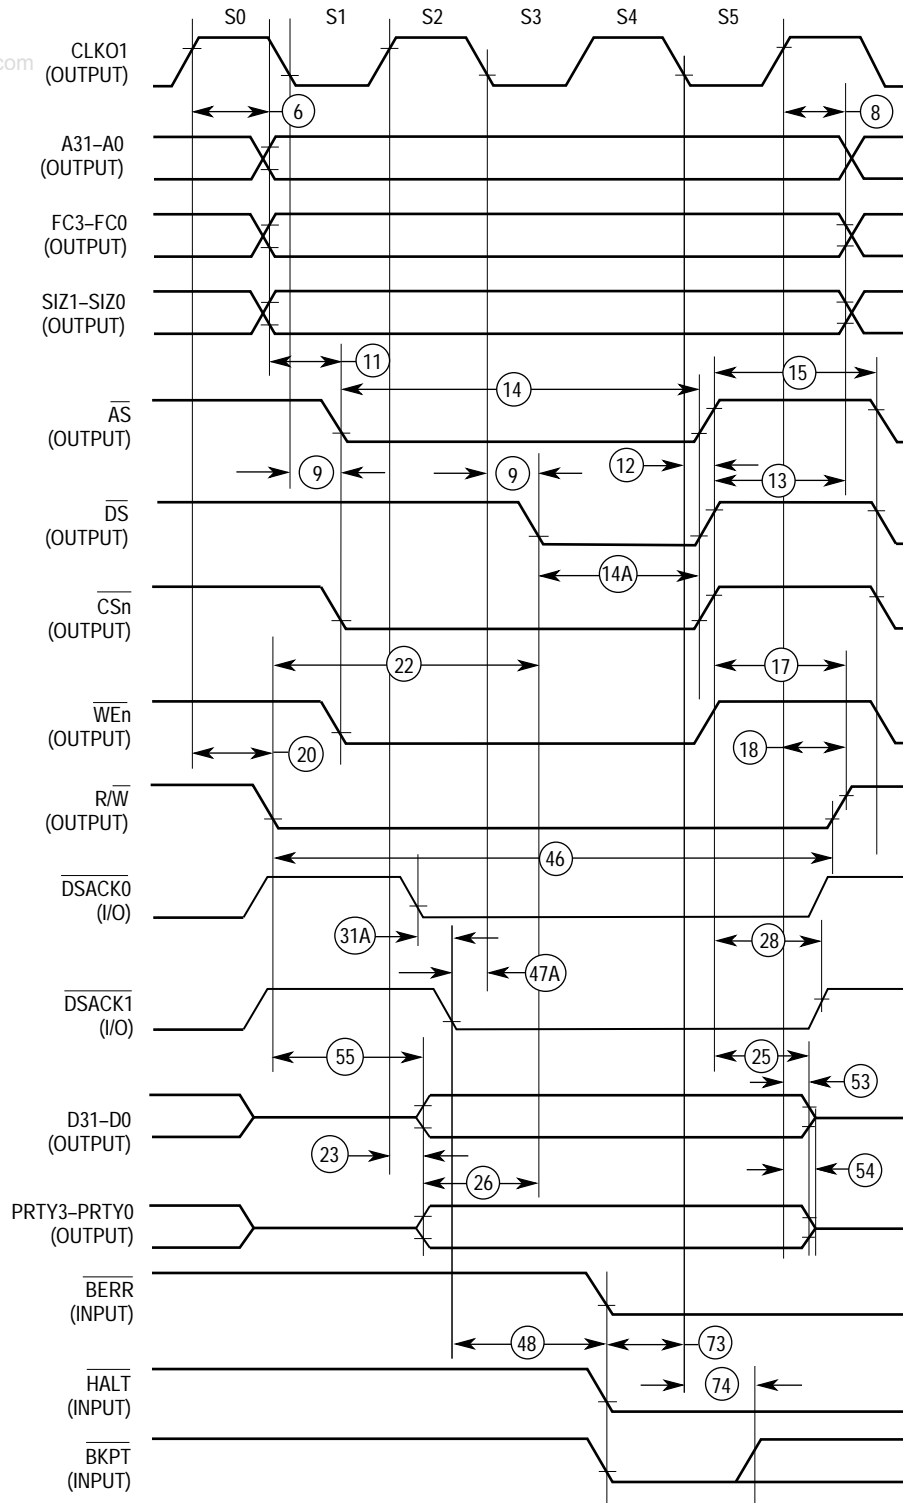 S0 S1 S2 S3 S4 S5
com
CLKO1
(OUTPUT)
6 8
A31–A0
(OUTPUT)
FC3–FC0
(OUTPUT)
SIZ1–SIZ0
(OUTPUT)
11 15
14
AS
(OUTPUT)
9 9 12
13
DS
(OUTPUT)
14A
CSn
(OUTPUT)
22 17
WEn
(OUTPUT)
20 18
R/W
(OUTPUT)
46
DSACK0
(I/O)
31A 28
47A
DSACK1
(I/O)
55 25
53
D31–D0
(OUTPUT)
23 54
26
PRTY3–PRTY0
(OUTPUT)
BERR
(INPUT)
48 73
74
HALT
(INPUT)
BKPT
(INPUT)